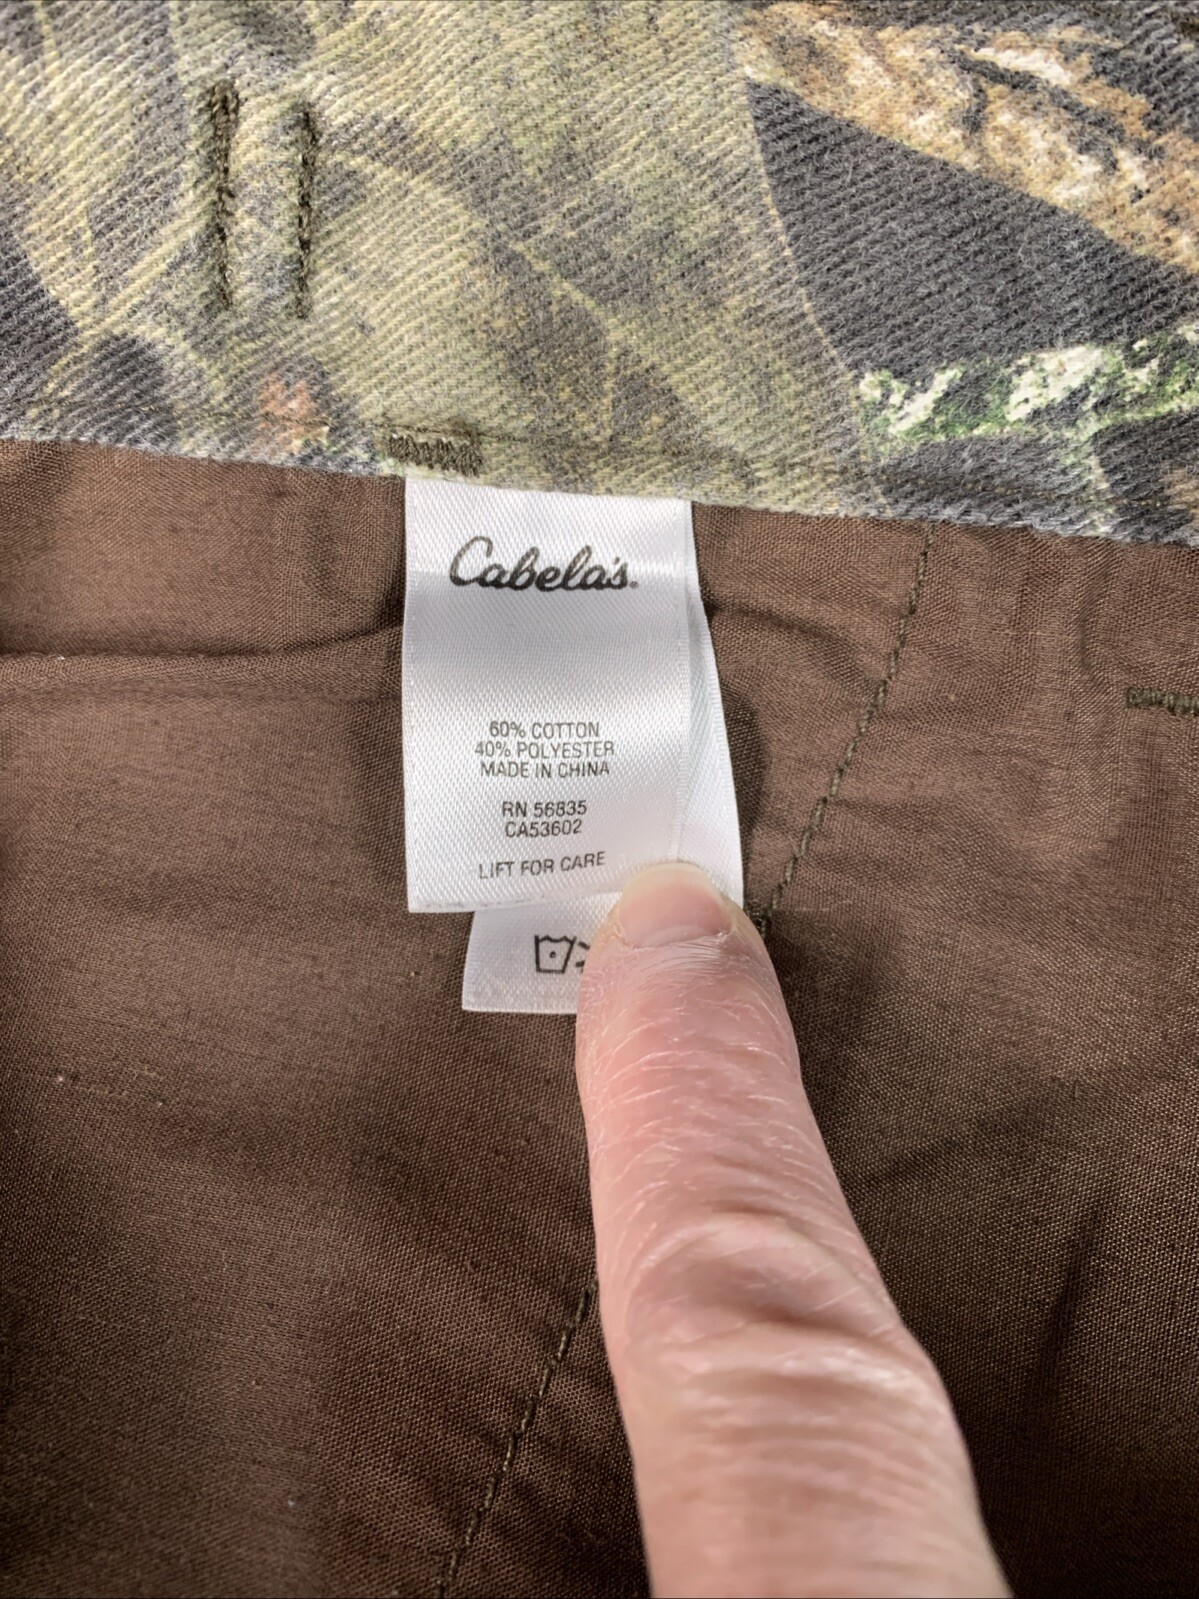 Cabela's.
60% COTTON
40% POLYESTER
MADE IN CHINA
RN 56835
CA53602
LIFT FOR CARE